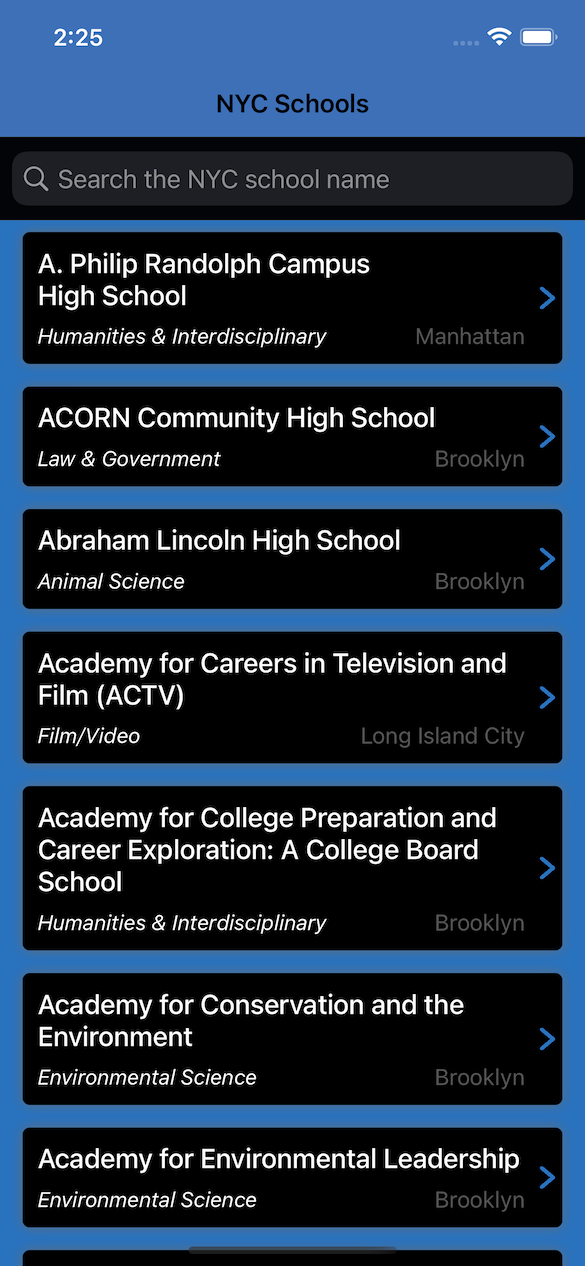 2:25
NYC Schools
Search the NYC school name
A. Philip Randolph Campus
High School
Humanities & Interdisciplinary Manhattan
ACORN Community High School
Law & Government Brooklyn
Abraham Lincoln High School
Animal Science Brooklyn
Academy for Careers in Television and
Film (ACTV)
Film/Video Long Island City
Academy for College Preparation and
Career Exploration: A College Board
School
Humanities & Interdisciplinary Brooklyn
Academy for Conservation and the
Environment
Environmental Science Brooklyn
Academy for Environmental Leadership
Environmental Science Brooklyn